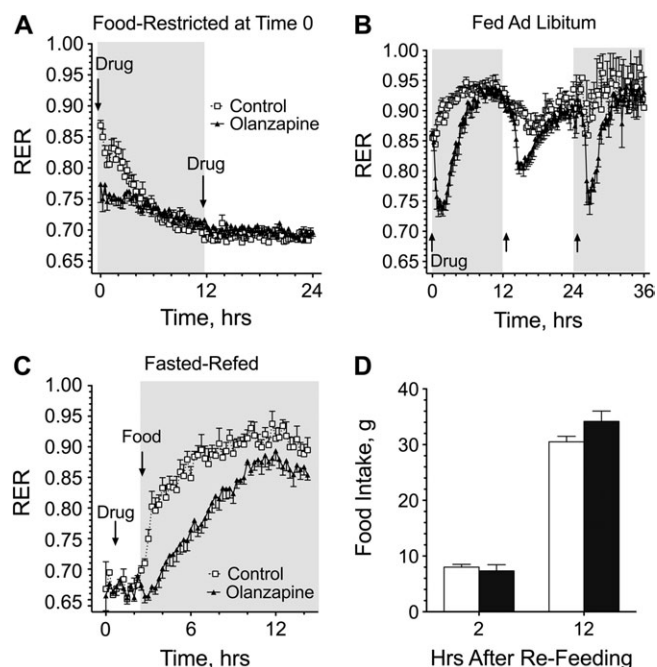 A Food-Restricted at Time 0
1.00
0.95
0.90
0.85
0.80
0.75
0.70
0.65
RER
Drug
Control
Olanzapine
Drug
0 12 24
Time, hrs
B Fed Ad Libitum
1.00
0.95
0.90
0.85
0.80
0.75
0.70
0.65
RER
Drug
0 12 24 36
Time, hrs
C Fasted-Refed
1.00
0.95
0.90
0.85
0.80
0.75
0.70
0.65
RER
Food
Drug
Control
Olanzapine
0 6 12
Time, hrs
D
40
30
20
10
0
Food Intake, g
2 12
Hrs After Re-Feeding